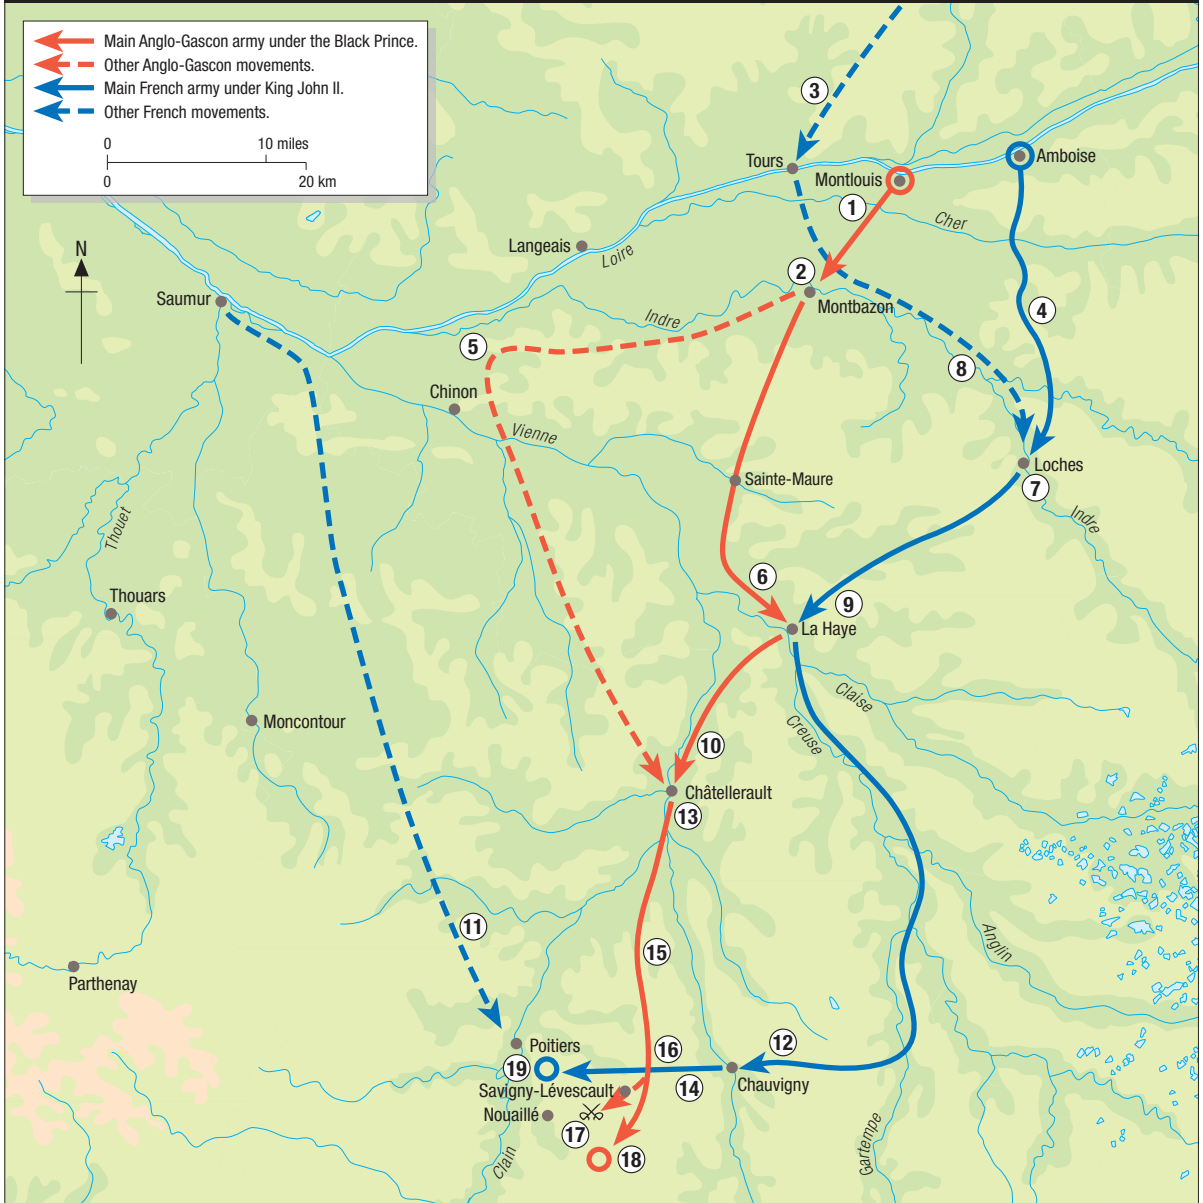 Main Anglo-Gascon army under the Black Prince.
Other Anglo-Gascon movements.
Main French army under King John II.
Other French movements.
0 10 miles
0 20 km
N
3
Tours
Montlouis
Amboise
1
Cher
Langeais
Loire
2
Saumur
Montbazon
4
Indre
5
8
Chinon
Vienne
Loches
Sainte-Maure
7
Indre
Thouet
6
9
Thouars
La Haye
Claise
Moncontour
Creuse
10
Châtellerault
13
11
Anglin
15
Parthenay
Poitiers
16
12
19
14
Chauvigny
Savigny-Lévescault
Nouaillé
17
18
Clain
Gartempe